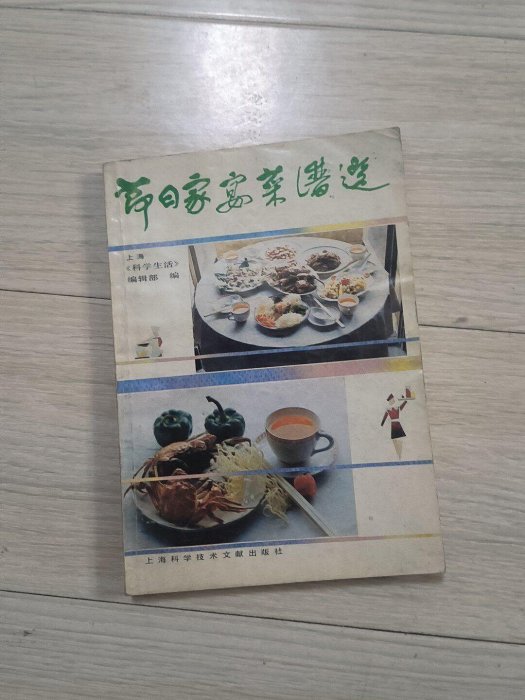 节日家宴菜谱选
上海
《科学生活》
编辑部 编
上海科学技术文献出版社